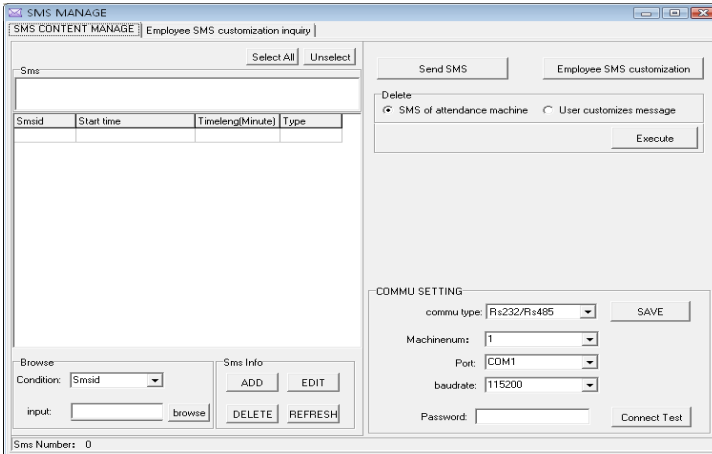 SMS MANAGE
SMS CONTENT MANAGE
Employee SMS customization inquiry
Select All
Unselect
Sms
Smsid
Start time
Timeleng(Minute)
Type
Browse
Condition:
Smsid
input:
browse
Sms Info
ADD
EDIT
DELETE
REFRESH
Send SMS
Employee SMS customization
Delete
SMS of attendance machine
User customizes message
Execute
COMMU SETTING
commu type:
Rs232/Rs485
SAVE
Machinenum:
1
Port:
COM1
baudrate:
115200
Password:
Connect Test
Sms Number: 0